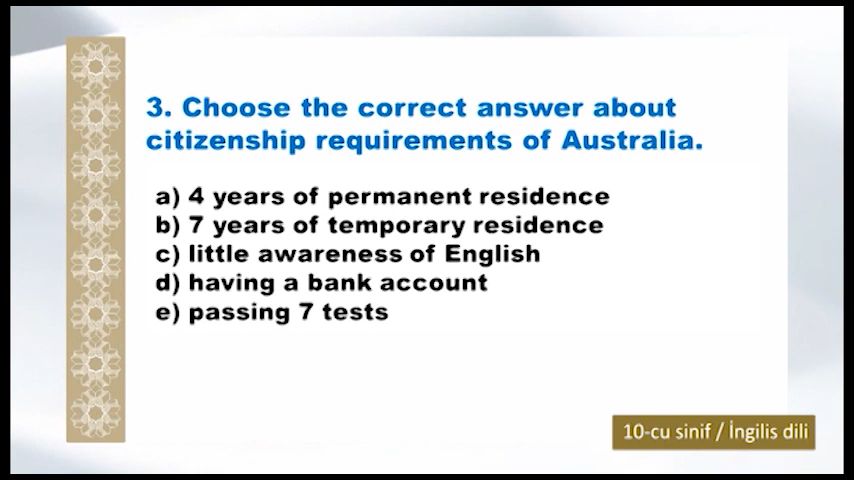 3. Choose the correct answer about
citizenship requirements of Australia.
a) 4 years of permanent residence
b) 7 years of temporary residence
c) little awareness of English
d) having a bank account
e) passing 7 tests
10-cu sinif / İngilis dili